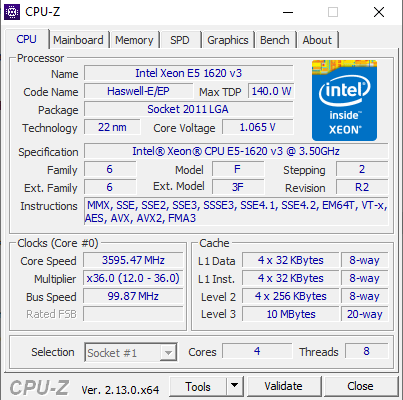 CPU-Z
CPU Mainboard Memory SPD Graphics Bench About
Processor
Name Intel Xeon E5 1620 v3
Code Name Haswell-E/EP Max TDP 140.0 W
Package Socket 2011 LGA
Technology 22 nm Core Voltage 1.065 V
intel
inside™
XEON®
Specification Intel® Xeon® CPU E5-1620 v3 @ 3.50GHz
Family 6 Model F Stepping 2
Ext. Family 6 Ext. Model 3F Revision R2
Instructions MMX, SSE, SSE2, SSE3, SSSE3, SSE4.1, SSE4.2, EM64T, VT-x,
AES, AVX, AVX2, FMA3
Clocks (Core #0)
Core Speed 3595.47 MHz
Multiplier x36.0 (12.0 - 36.0)
Bus Speed 99.87 MHz
Rated FSB
Cache
L1 Data 4 x 32 KBytes 8-way
L1 Inst. 4 x 32 KBytes 8-way
Level 2 4 x 256 KBytes 8-way
Level 3 10 MBytes 20-way
Selection Socket #1 Cores 4 Threads 8
CPU-Z Ver. 2.13.0.x64 Tools Validate Close